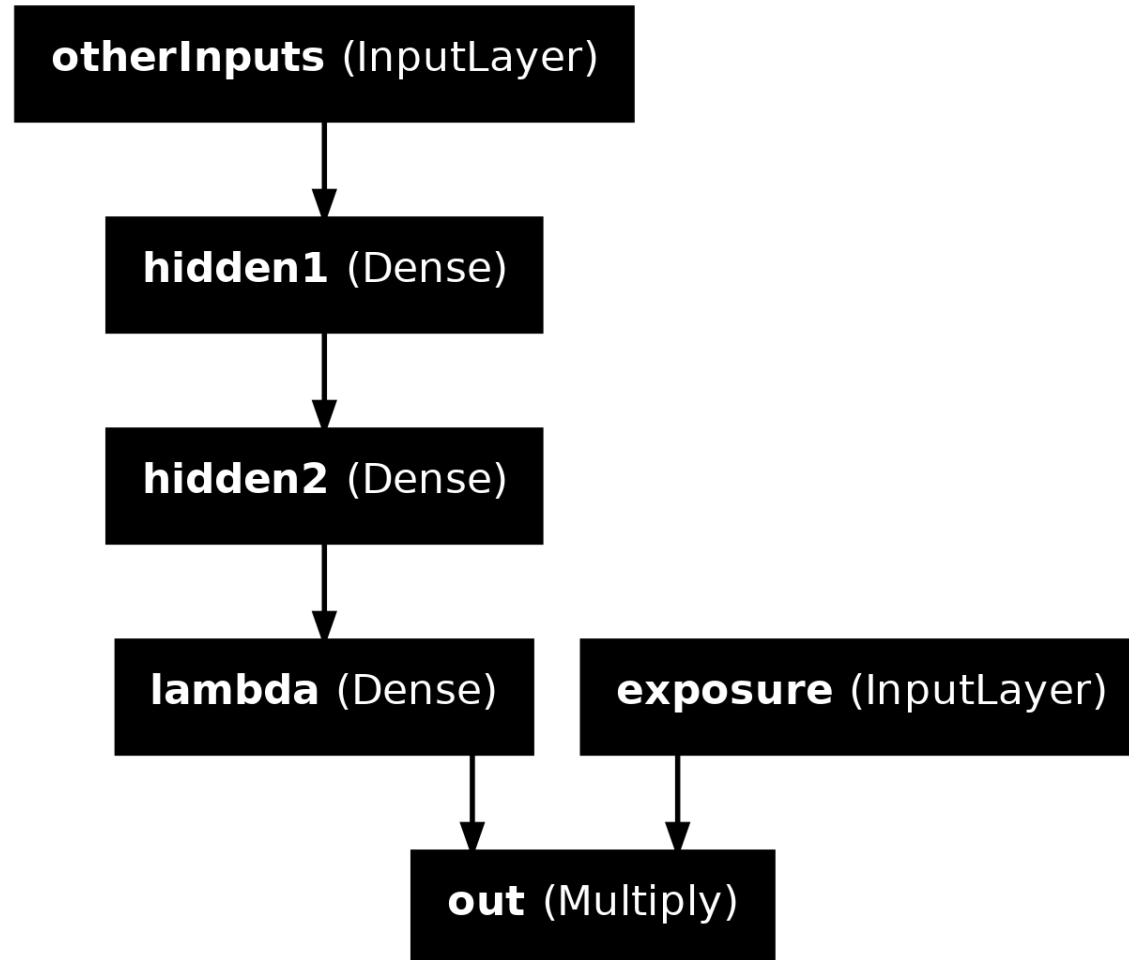 otherInputs (InputLayer)
hidden1 (Dense)
hidden2 (Dense)
lambda (Dense)
exposure (InputLayer)
out (Multiply)